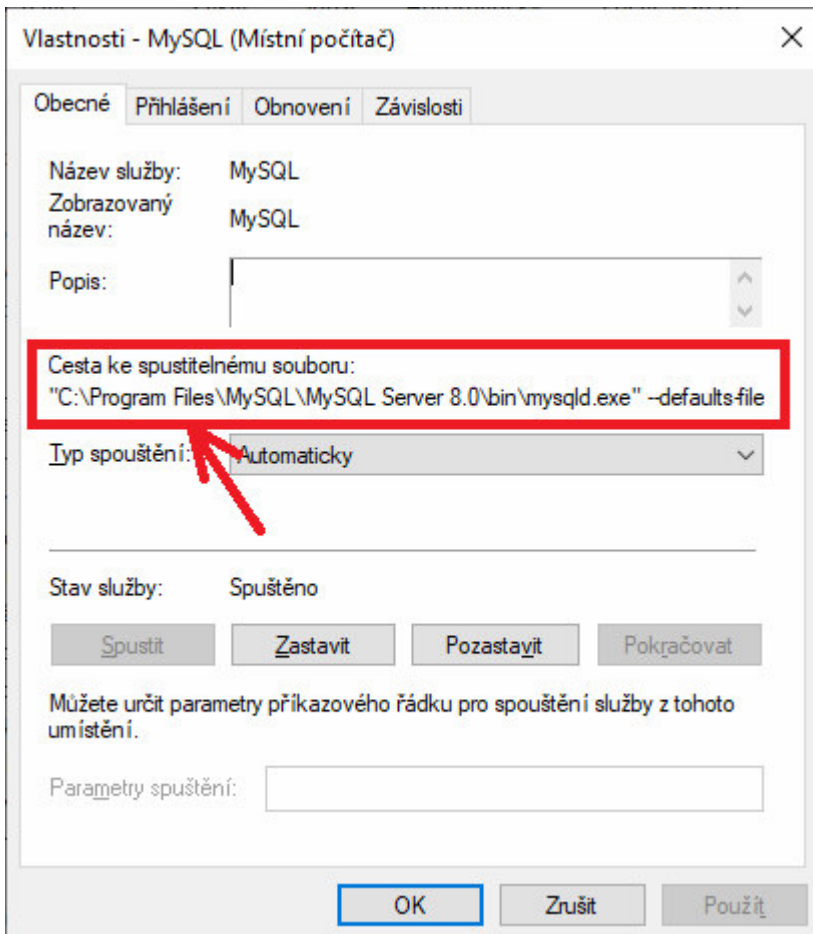 Vlastnosti - MySQL (Místní počítač)
Obecné Přihlášení Obnovení Závislosti
Název služby: MySQL
Zobrazovaný
název: MySQL
Popis:
Cesta ke spustitelnému souboru:
"C:\Program Files\MySQL\MySQL Server 8.0\bin\mysqld.exe" --defaults-file
Typ spouštění: Automaticky
Stav služby: Spuštěno
Spustit Zastavit Pozastavit Pokračovat
Můžete určit parametry příkazového řádku pro spouštění služby z tohoto
umístění.
Parametry spuštění:
OK Zrušit Použít